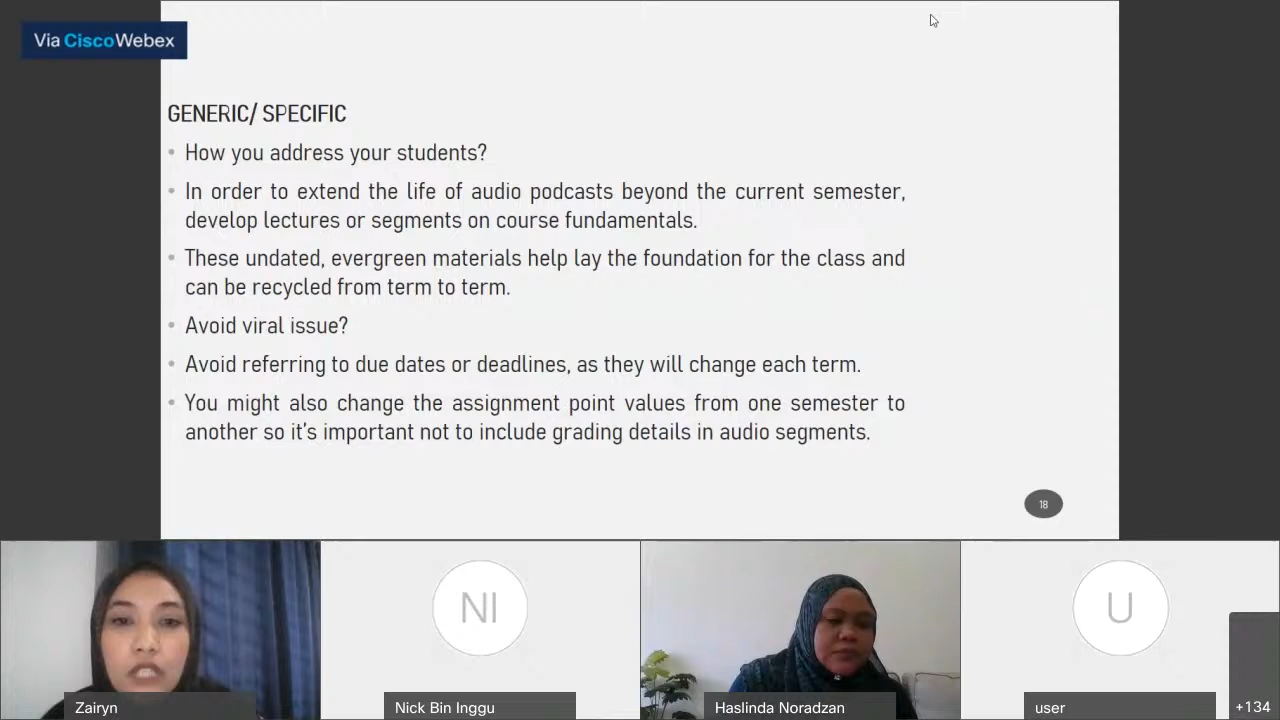 Via CiscoWebex
GENERIC/ SPECIFIC
• How you address your students?
• In order to extend the life of audio podcasts beyond the current semester,
develop lectures or segments on course fundamentals.
• These undated, evergreen materials help lay the foundation for the class and
can be recycled from term to term.
• Avoid viral issue?
• Avoid referring to due dates or deadlines, as they will change each term.
• You might also change the assignment point values from one semester to
another so it's important not to include grading details in audio segments.
18
NI
U
Zairyn
Nick Bin Inggu
Haslinda Noradzan
user
+134